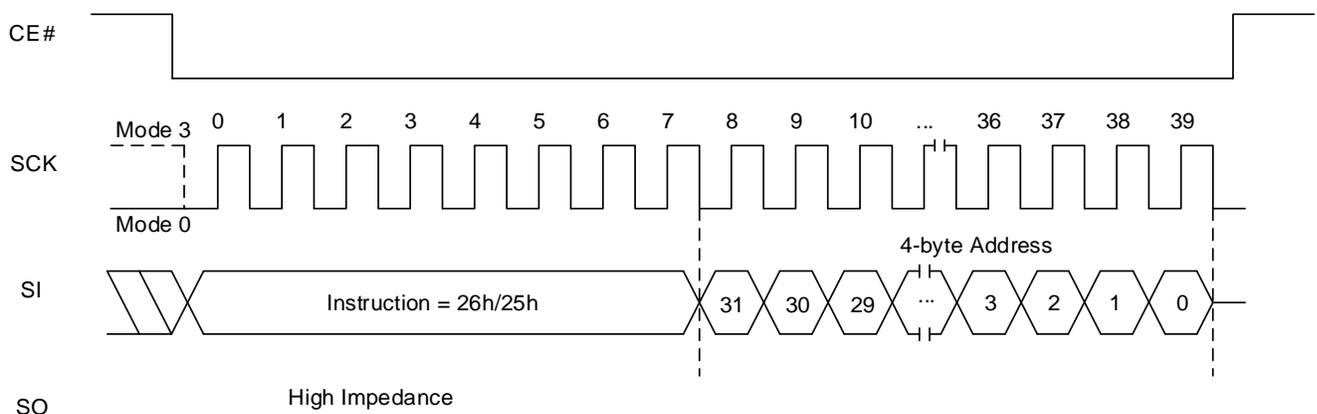 CE#
Mode 3 0 1 2 3 4 5 6 7 8 9 10 ... 36 37 38 39
SCK
Mode 0
4-byte Address
SI Instruction = 26h/25h 31 30 29 ... 3 2 1 0
High Impedance
SO